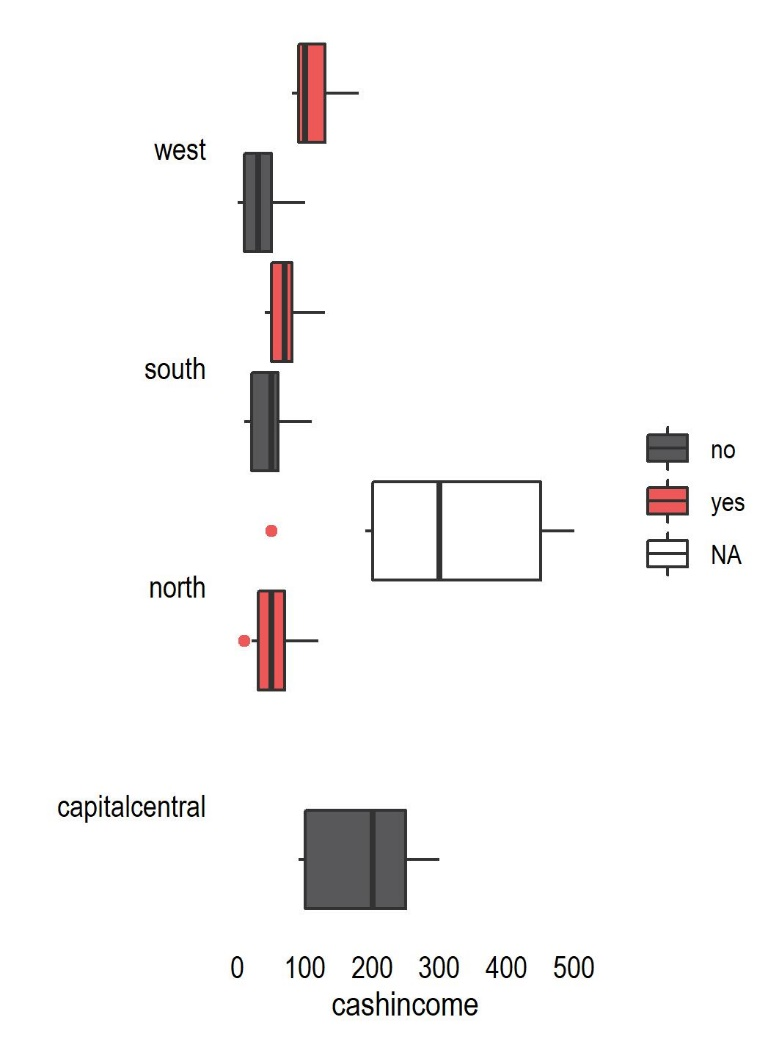 west
south
north
capitalcentral
no
yes
NA
0 100 200 300 400 500
cashincome